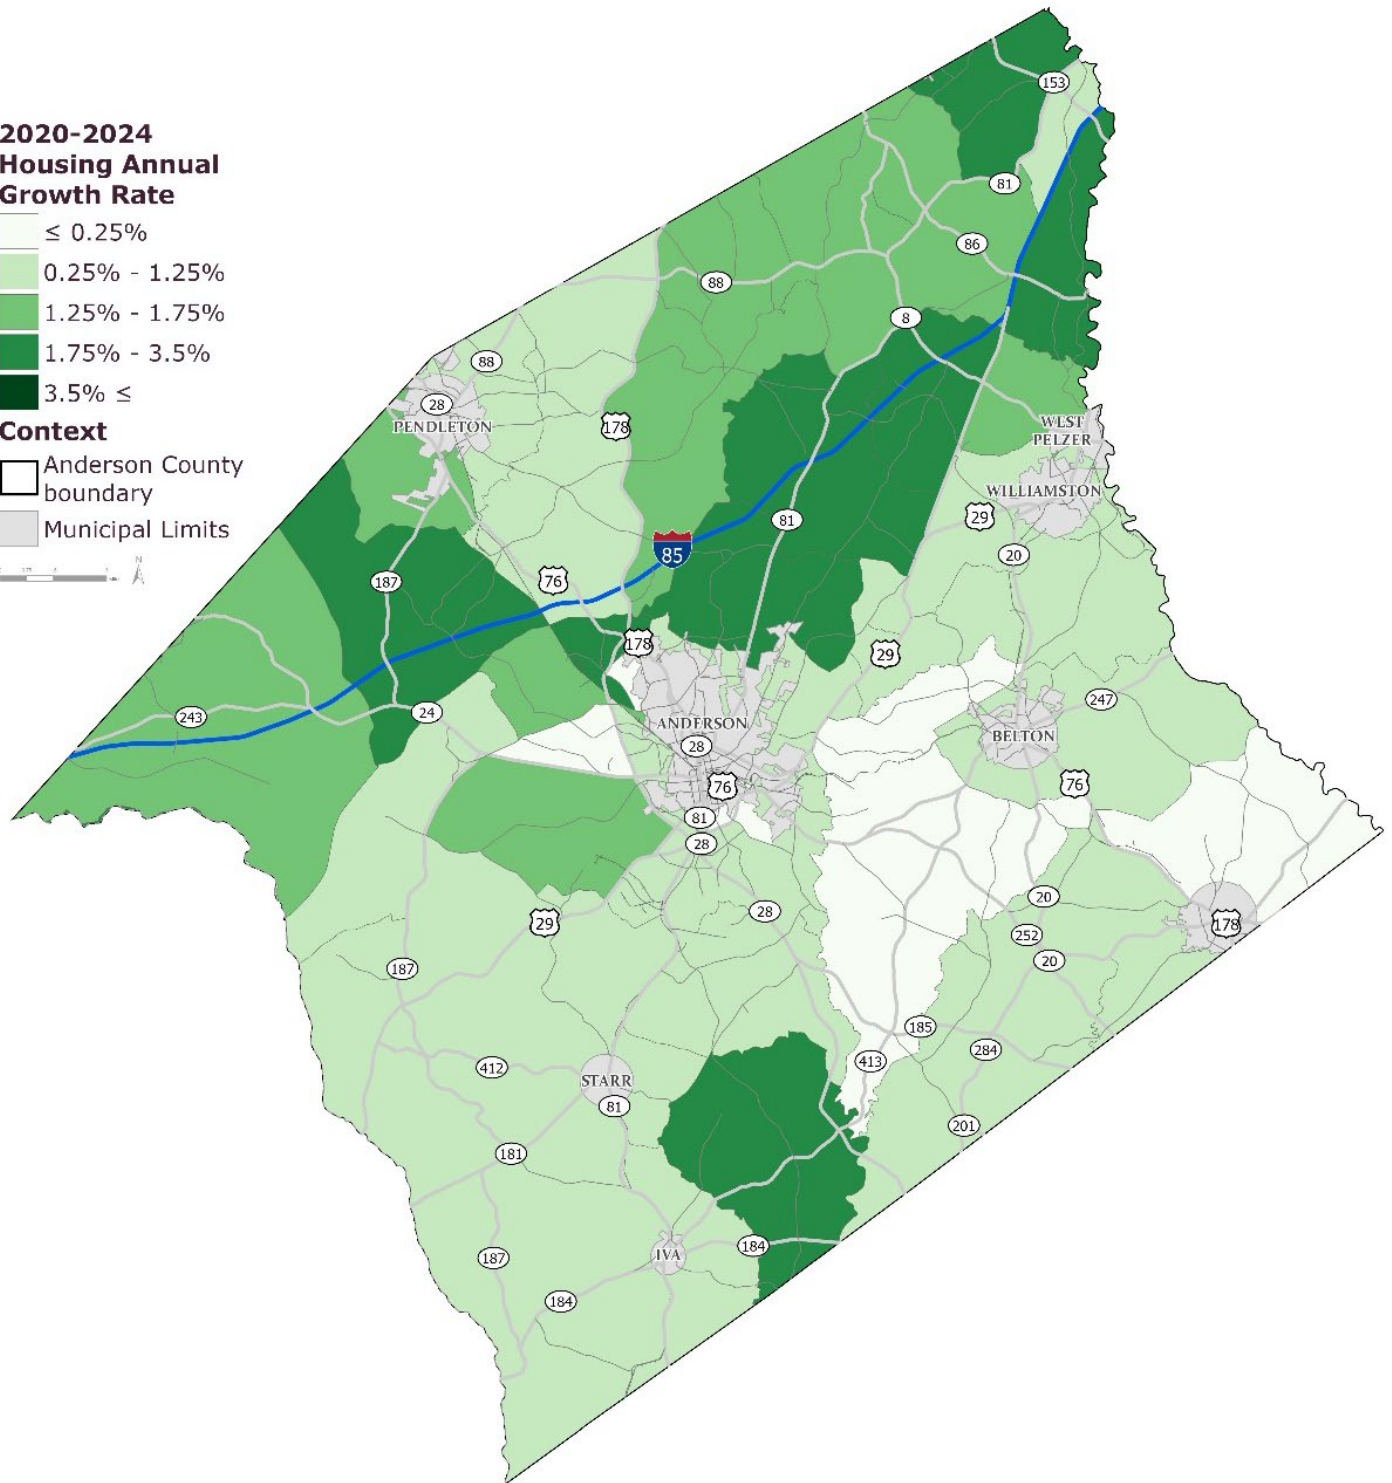 2020-2024
Housing Annual
Growth Rate
≤ 0.25%
0.25% - 1.25%
1.25% - 1.75%
1.75% - 3.5%
3.5% ≤
Context
Anderson County
boundary
Municipal Limits
N
153
81
86
88
8
88
28
PENDLETON
178
WEST
PELZER
WILLIAMSTON
29
81
20
85
187
76
178
29
247
243
24
ANDERSON
28
BELTON
76
76
81
28
20
28
29
178
252
20
187
185
284
412
413
STARR
81
201
181
184
IVA
187
184